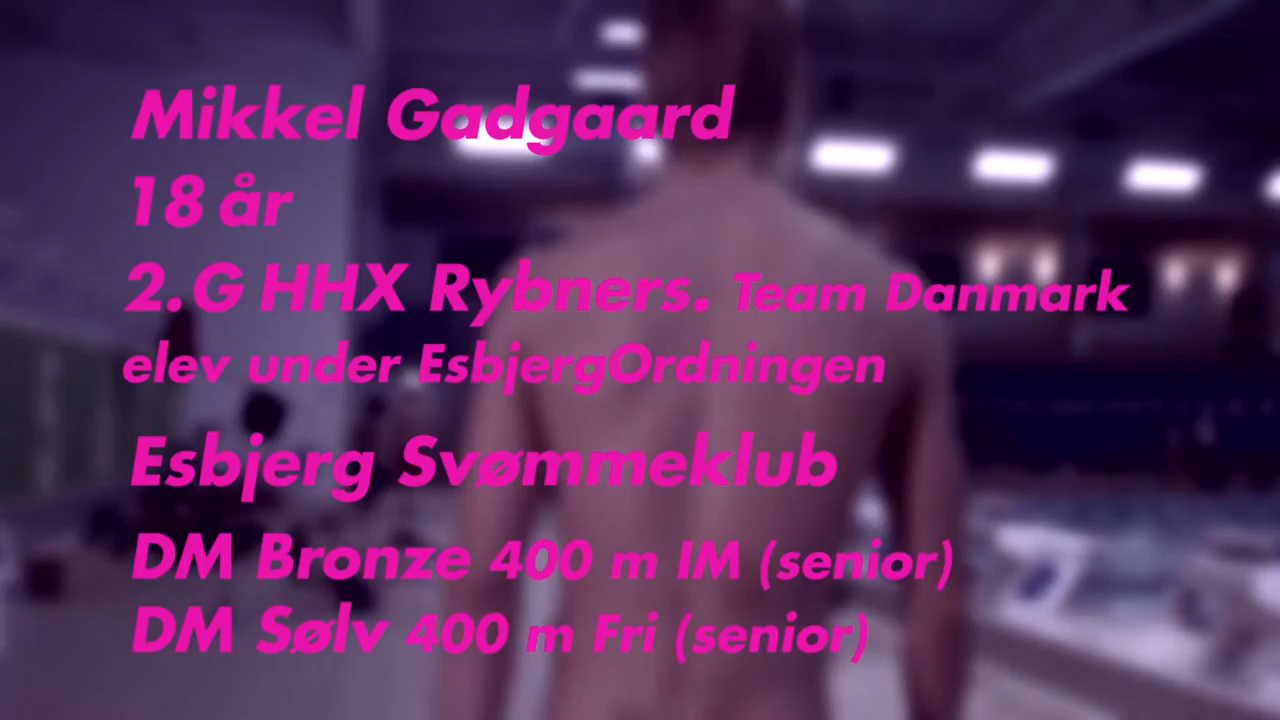 Mikkel Gadgaard
18 år
2.G HHX Rybners. Team Danmark
elev under EsbjergOrdningen
Esbjerg Svømmeklub
DM Bronze 400 m IM (senior)
DM Sølv 400 m Fri (senior)